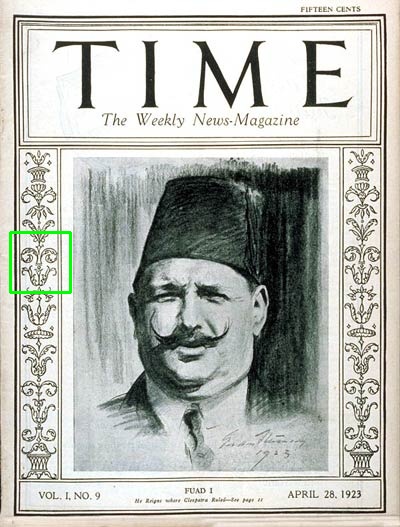 FIFTEEN CENTS
TIME
The Weekly News-Magazine
1923
VOL. I, NO. 9
FUAD I
He Reigns where Cleopatra Ruled—See page 11
APRIL 28, 1923